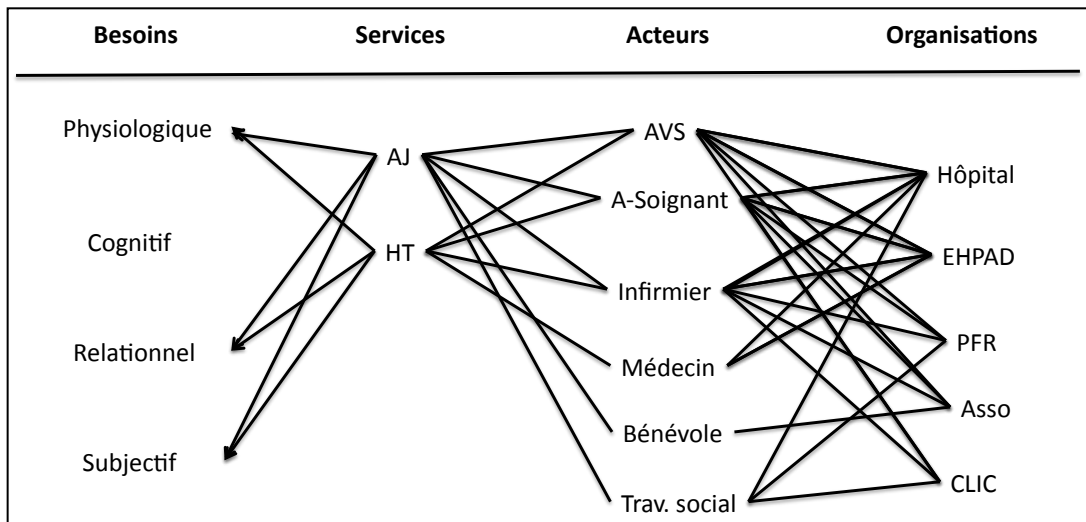 Besoins Services Acteurs Organisations
Physiologique
AJ
AVS
Hôpital
A-Soignant
Cognitif
HT
EHPAD
Infirmier
Relationnel
PFR
Médecin
Asso
Bénévole
Subjectif
CLIC
Trav. social